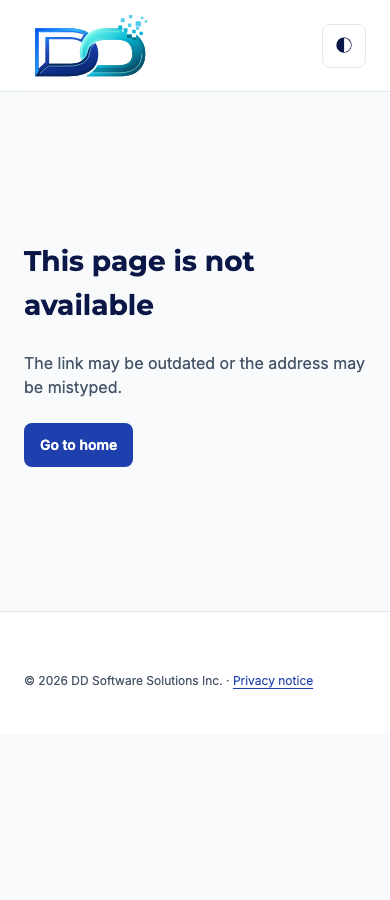 DD
This page is not
available
The link may be outdated or the address may
be mistyped.
Go to home
© 2026 DD Software Solutions Inc. · Privacy notice